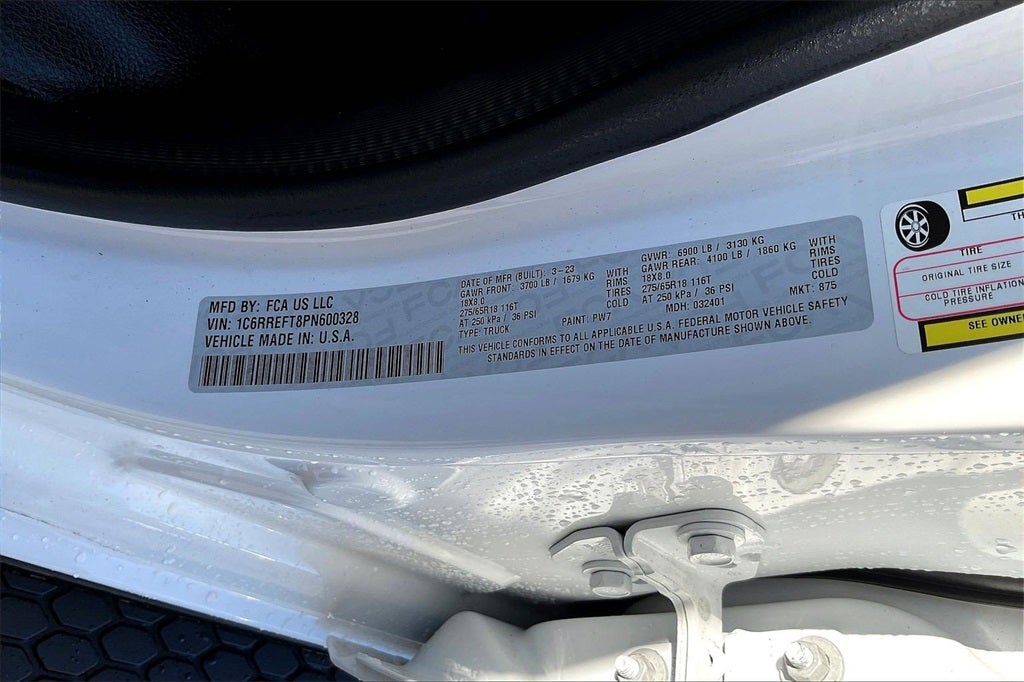 MFD BY: FCA US LLC
VIN: 1C6RREFT8PN600328
VEHICLE MADE IN: U.S.A.
DATE OF MFR (BUILT): 3-23
GAWR FRONT: 3700 LB / 1679 KG WITH
18X8.0 RIMS
275/65R18 116T TIRES
AT 250 kPa / 36 PSI COLD
TYPE: TRUCK PAINT: PW7
GVWR: 6900 LB / 3130 KG
GAWR REAR: 4100 LB / 1860 KG WITH
18X8.0 RIMS
275/65R18 116T TIRES
AT 250 kPa / 36 PSI COLD
MDH: 032401 MKT: 875
THIS VEHICLE CONFORMS TO ALL APPLICABLE U.S.A. FEDERAL MOTOR VEHICLE SAFETY
STANDARDS IN EFFECT ON THE DATE OF MANUFACTURE SHOWN ABOVE.
TIRE
ORIGINAL TIRE SIZE
COLD TIRE INFLATION
PRESSURE
SEE OWNE